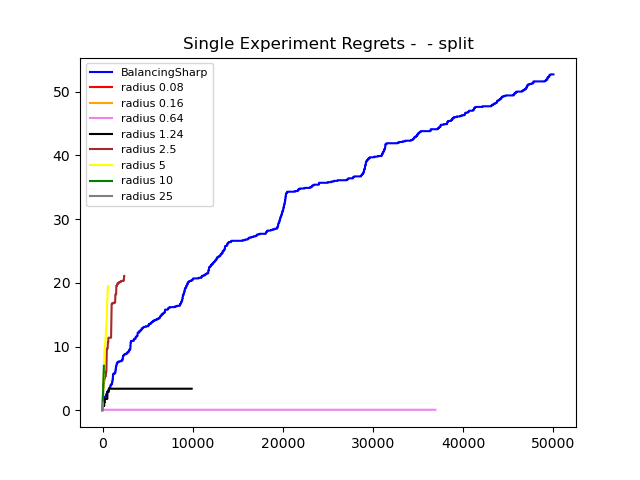 Single Experiment Regrets -  - split
BalancingSharp
radius 0.08
radius 0.16
radius 0.64
radius 1.24
radius 2.5
radius 5
radius 10
radius 25
50
40
30
20
10
0
0 10000 20000 30000 40000 50000